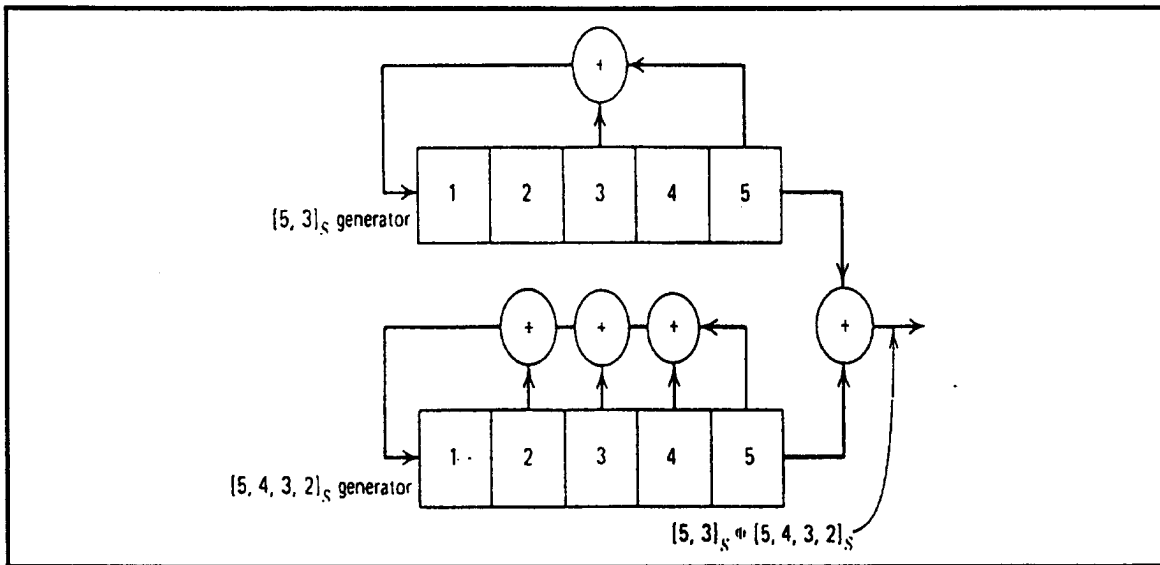 +
1 2 3 4 5
[5, 3]S generator
+ + + +
1 2 3 4 5
[5, 4, 3, 2]S generator
[5, 3]S ⊕ [5, 4, 3, 2]S